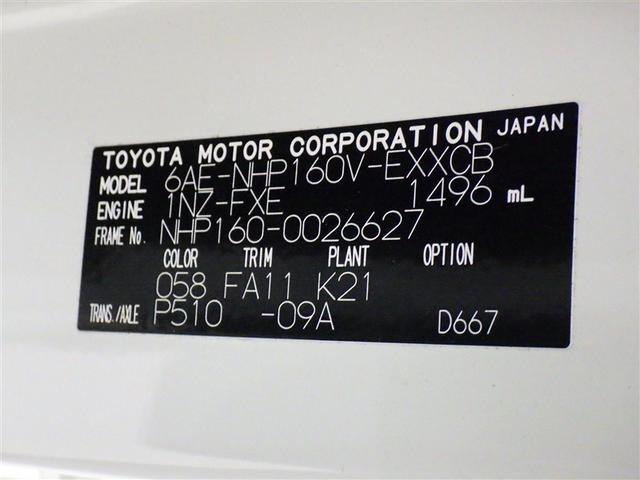 TOYOTA MOTOR CORPORATION JAPAN
MODEL 6AE-NHP160V-EXXCB
ENGINE 1NZ-FXE 1496 mL
FRAME No. NHP160-0026627
COLOR TRIM PLANT OPTION
058 FA11 K21
TRANS./AXLE P510 -09A D667